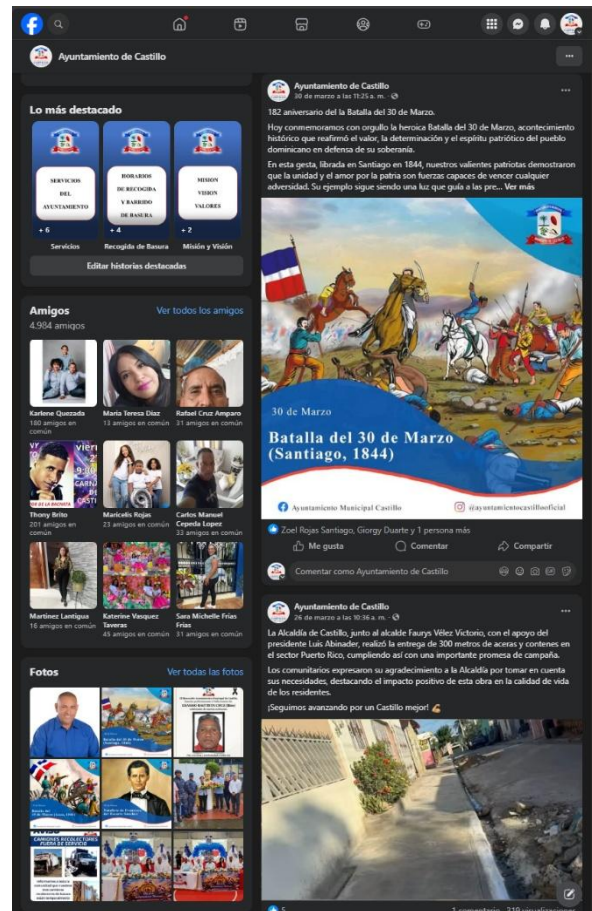 Ayuntamiento de Castillo
Lo más destacado
SERVICIOS
DEL
AYUNTAMIENTO
+ 6
Servicios
HORARIOS
DE RECOGIDA
Y BARRIDO
DE BASURA
+ 4
Recogida de Basura
MISION
VISION
VALORES
+ 2
Misión y Visión
Editar historias destacadas
Amigos
Ver todos los amigos
4.984 amigos
Karlene Quezada
180 amigos en
común
Maria Teresa Díaz
13 amigos en común
Rafael Cruz Amparo
31 amigos en común
Thony Brito
201 amigos en
común
Maricelis Rojas
23 amigos en común
Carlos Manuel
Cepeda Lopez
33 amigos en común
Martinez Lantigua
16 amigos en común
Katerine Vasquez
Taveras
45 amigos en común
Sara Michelle Frias
Frias
31 amigos en común
Fotos
Ver todas las fotos
CAMIONES RECOLECTORES
FUERA DE SERVICIO
Ayuntamiento de Castillo
30 de marzo a las 11:25 a. m.
182 aniversario del la Batalla del 30 de Marzo.
Hoy conmemoramos con orgullo la heroica Batalla del 30 de Marzo, acontecimiento
histórico que reafirmó el valor, la determinación y el espíritu patriótico del pueblo
dominicano en defensa de su soberanía.
En esta gesta, librada en Santiago en 1844, nuestros valientes patriotas demostraron
que la unidad y el amor por la patria son fuerzas capaces de vencer cualquier
adversidad. Su ejemplo sigue siendo una luz que guía a las pre... Ver más
30 de Marzo
Batalla del 30 de Marzo
(Santiago, 1844)
Ayuntamiento Municipal Castillo
@ayuntamientocastillooficial
Zoel Rojas Santiago, Giorgy Duarte y 1 persona más
Me gusta
Comentar
Compartir
Comentar como Ayuntamiento de Castillo
Ayuntamiento de Castillo
26 de marzo a las 10:36 a. m.
La Alcaldía de Castillo, junto al alcalde Faurys Vélez Victorio, con el apoyo del
presidente Luis Abinader, realizó la entrega de 300 metros de aceras y contenes en
el sector Puerto Rico, cumpliendo así con una importante promesa de campaña.
Los comunitarios expresaron su agradecimiento a la Alcaldía por tomar en cuenta
sus necesidades, destacando el impacto positivo de esta obra en la calidad de vida
de los residentes.
¡Seguimos avanzando por un Castillo mejor! 💪
5
1 comentario 319 visualizaciones